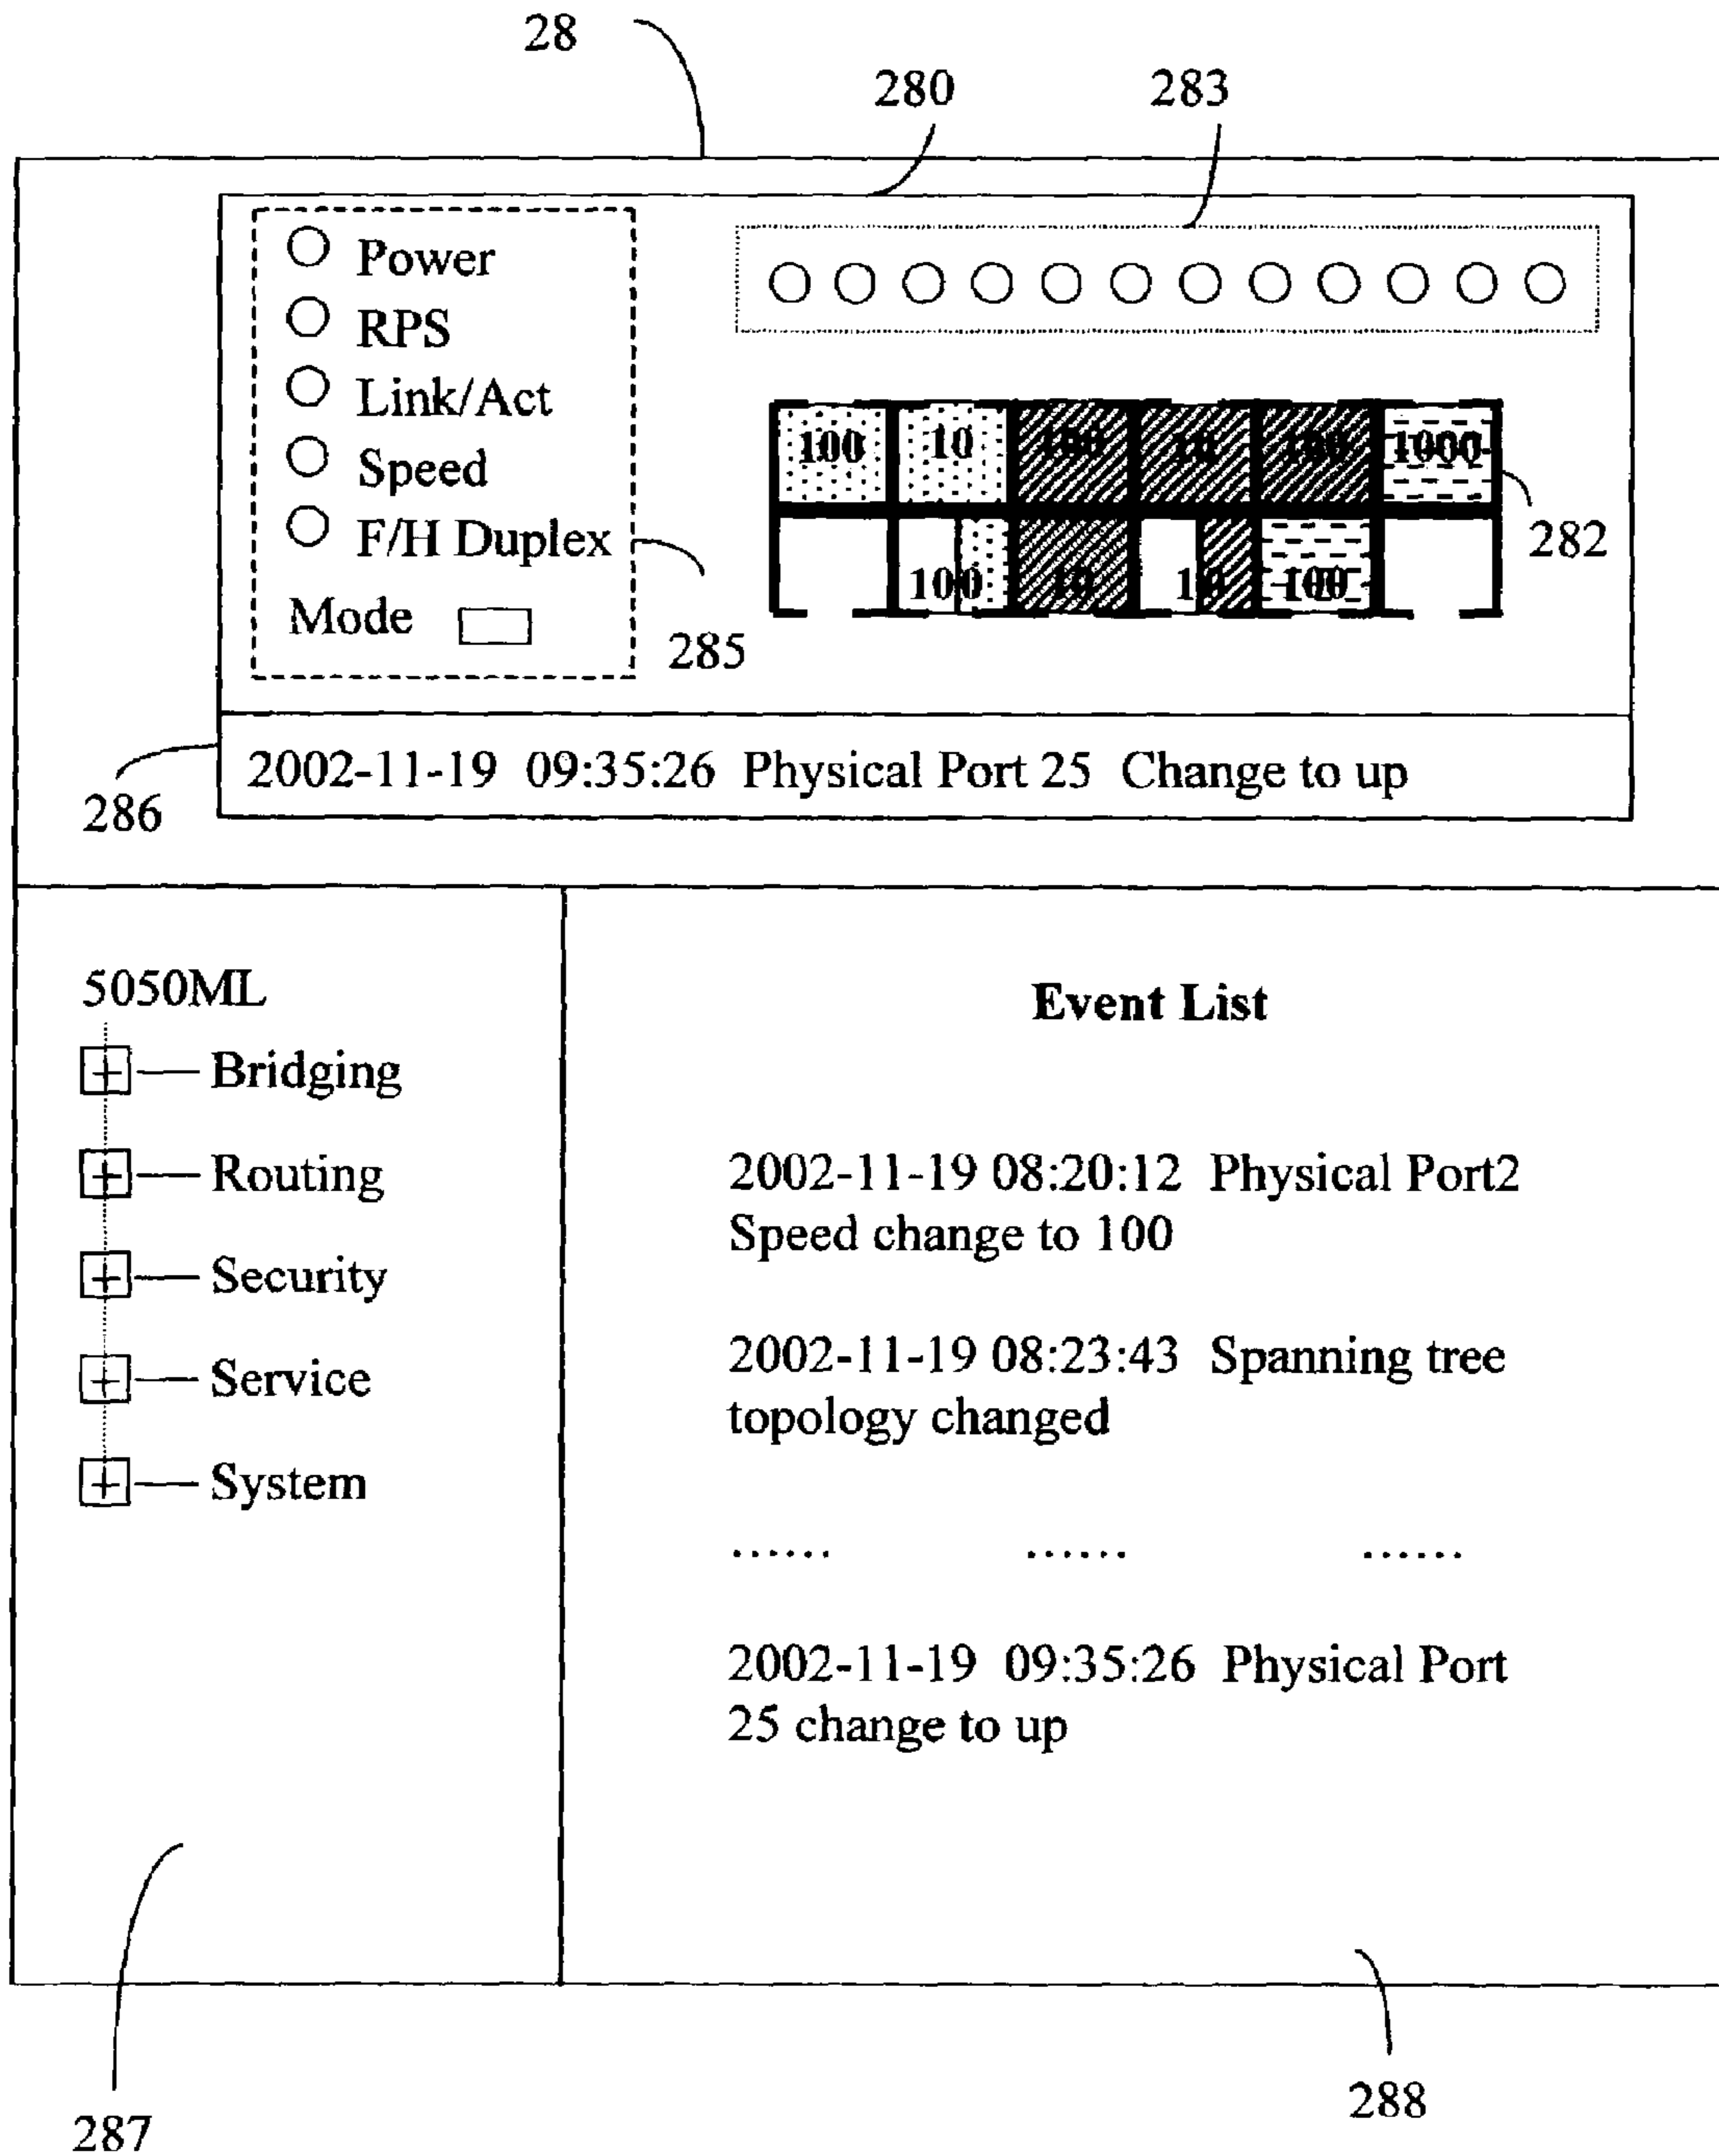 28
280
283
Power
RPS
Link/Act
Speed
F/H Duplex
Mode
285
100 10 100 10 100 1000
100 10 10 100
282
286
2002-11-19 09:35:26 Physical Port 25 Change to up
5050ML
Bridging
Routing
Security
Service
System
Event List
2002-11-19 08:20:12 Physical Port2
Speed change to 100
2002-11-19 08:23:43 Spanning tree
topology changed
...... ...... ......
2002-11-19 09:35:26 Physical Port
25 change to up
287
288